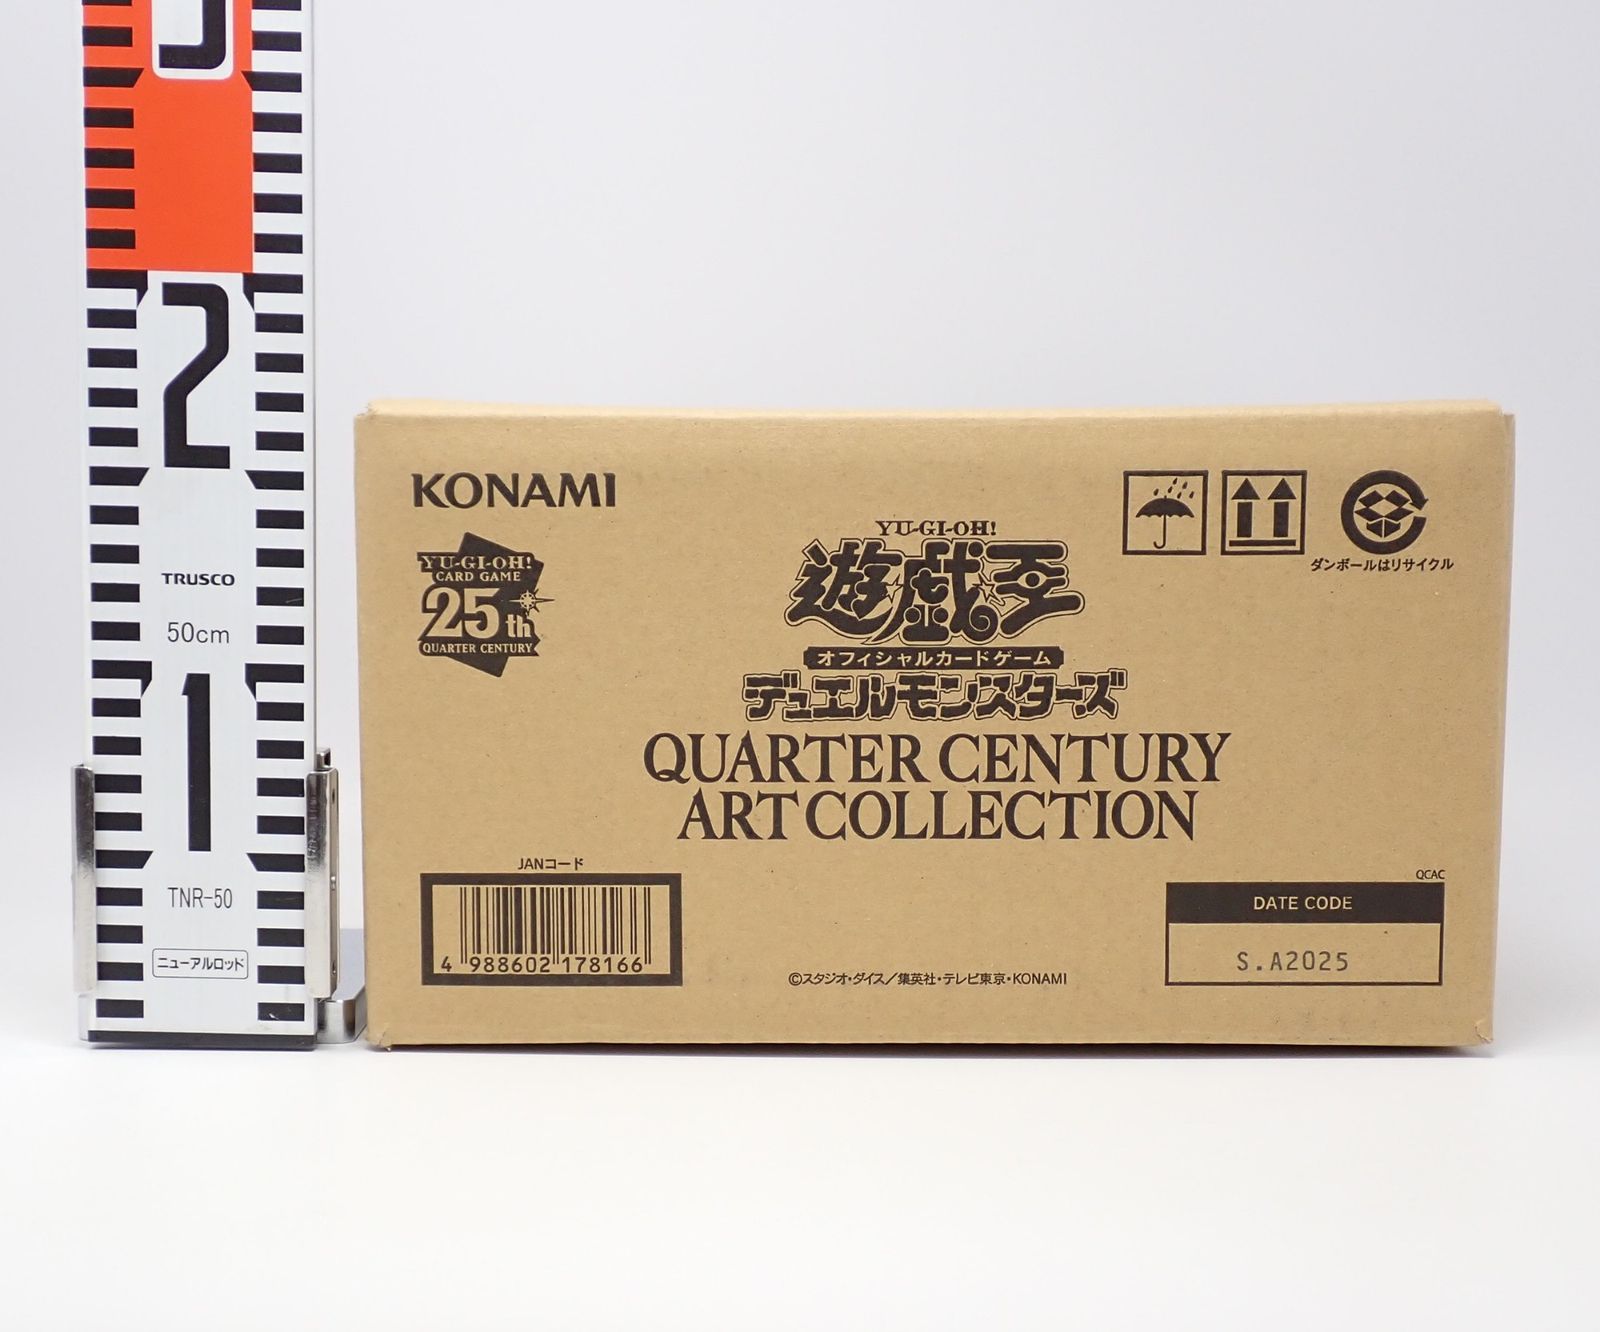 2
TRUSCO
50cm
1
TNR-50
ニューアルロッド
KONAMI
YU-GI-OH!
CARD GAME
25th
QUARTER CENTURY
YU-GI-OH!
遊戯王
オフィシャルカードゲーム
デュエルモンスターズ
QUARTER CENTURY
ART COLLECTION
ダンボールはリサイクル
JANコード
4 988602 178166
©スタジオ・ダイス／集英社・テレビ東京・KONAMI
QCAC
DATE CODE
S.A2025